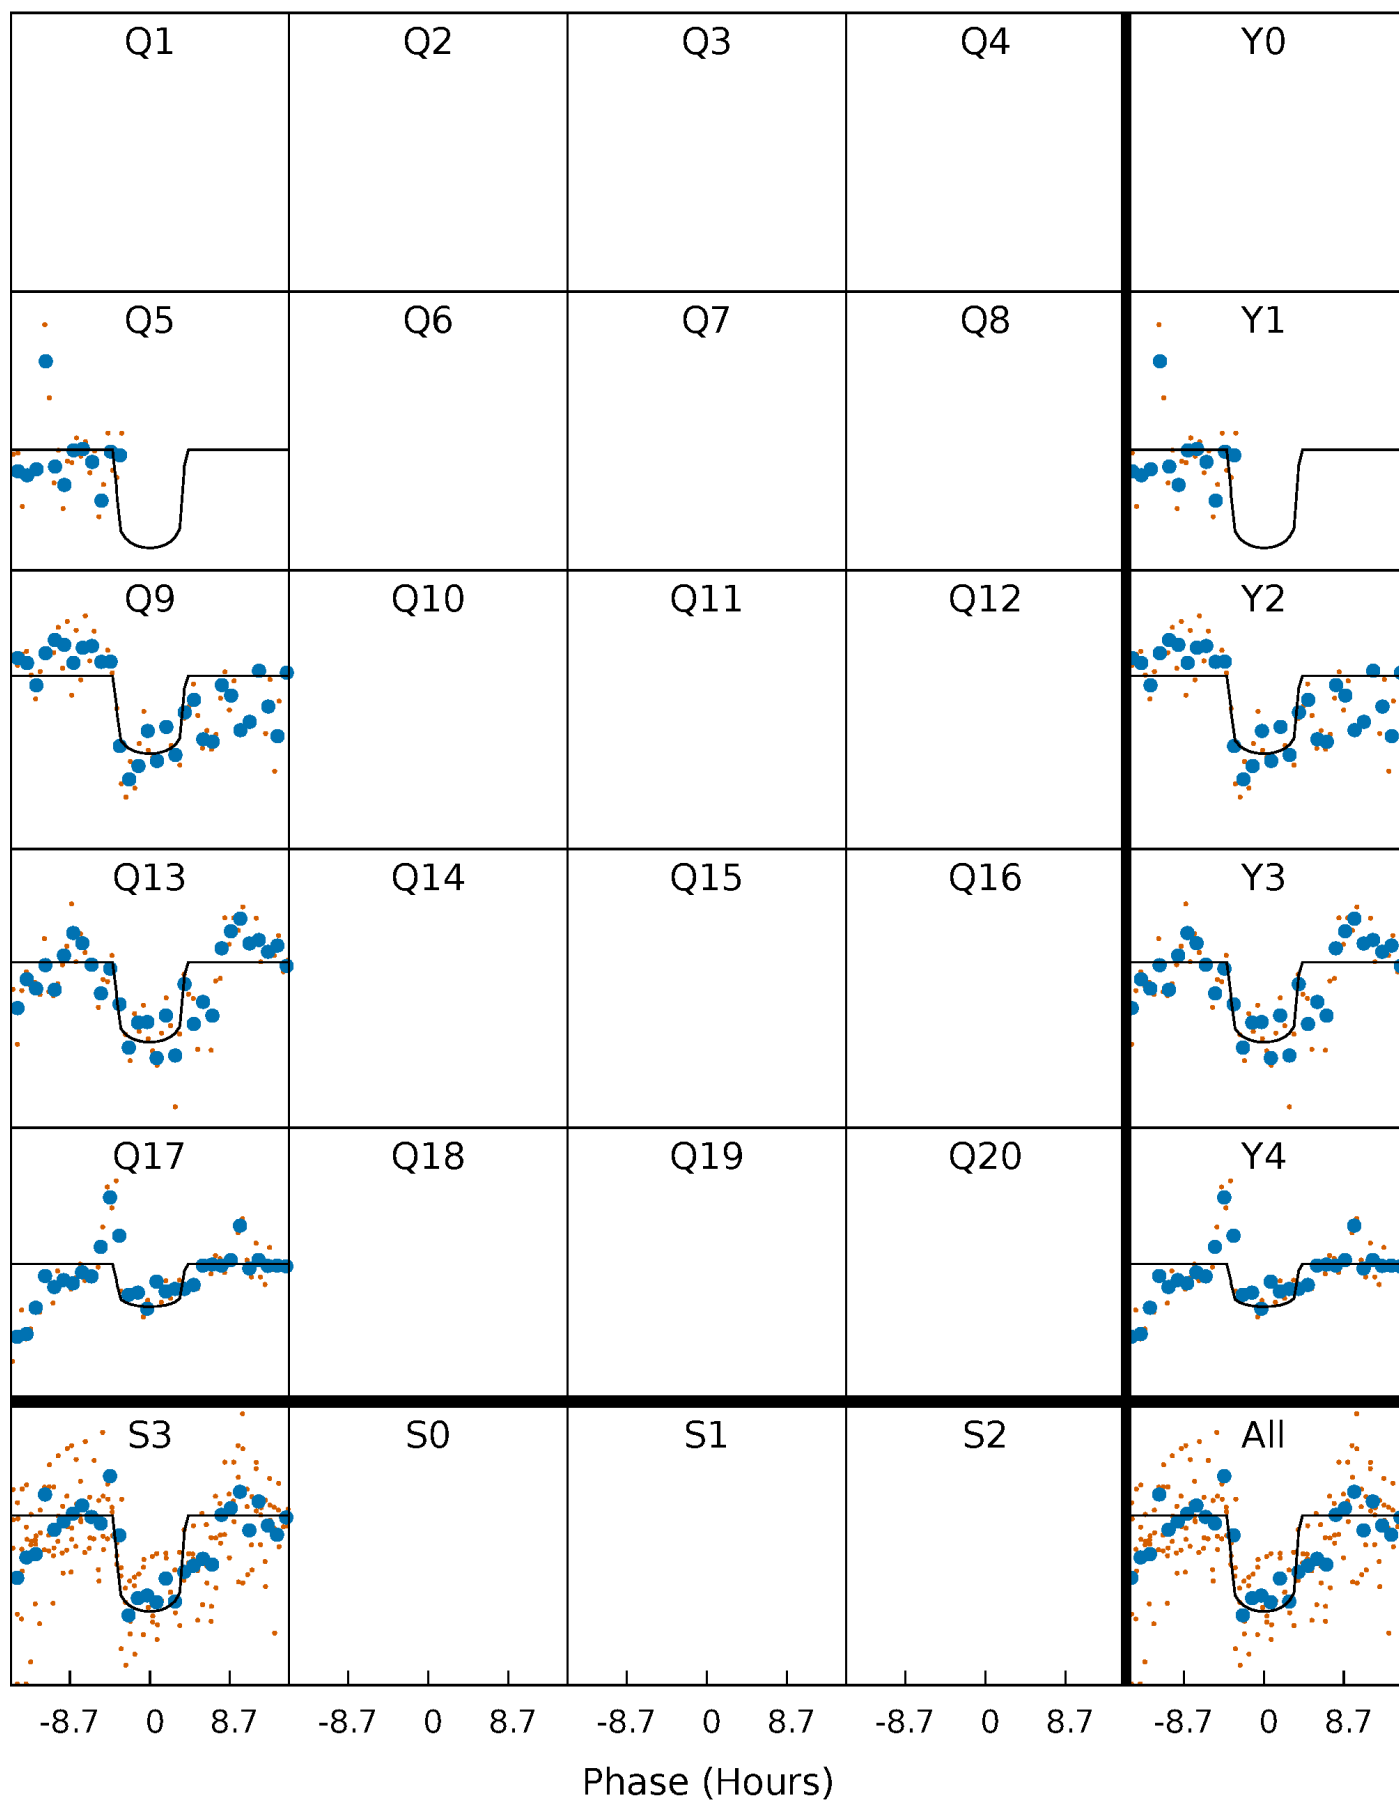 Q1 Q2 Q3 Q4 Y0
Q5 Q6 Q7 Q8 Y1
Q9 Q10 Q11 Q12 Y2
Q13 Q14 Q15 Q16 Y3
Q17 Q18 Q19 Q20 Y4
S3 S0 S1 S2 All
-8.7 0 8.7 -8.7 0 8.7 -8.7 0 8.7 -8.7 0 8.7 -8.7 0 8.7
Phase (Hours)